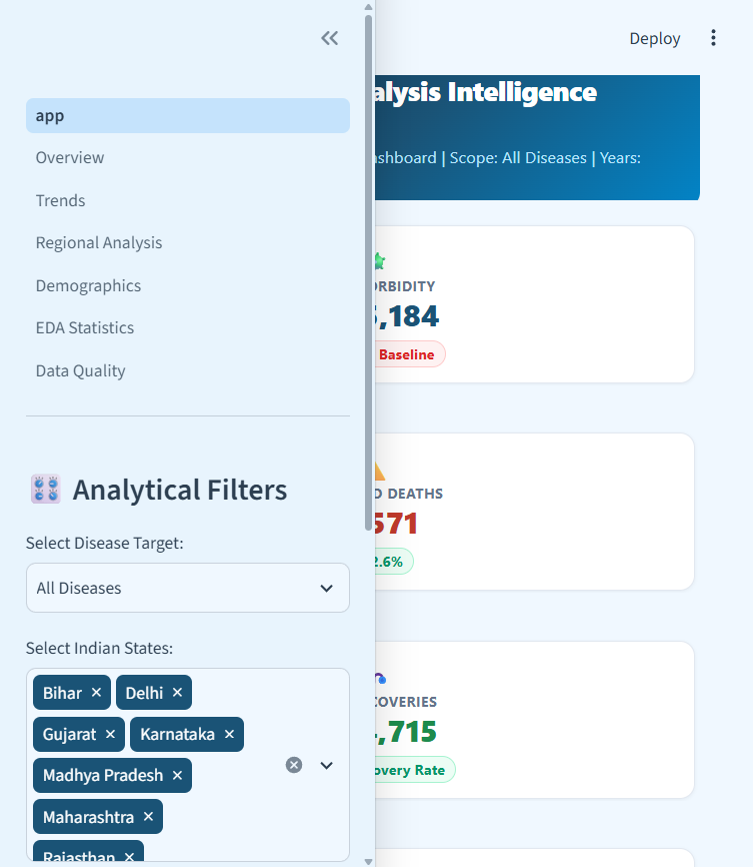 Deploy
app
Overview
Trends
Regional Analysis
Demographics
EDA Statistics
Data Quality
Analytical Filters
Select Disease Target:
All Diseases
Select Indian States:
Bihar ×
Delhi ×
Gujarat ×
Karnataka ×
Madhya Pradesh ×
Maharashtra ×
Rajasthan ×
alysis Intelligence
shboard | Scope: All Diseases | Years:
ORBIDITY
,184
Baseline
D DEATHS
571
2.6%
COVERIES
,715
overy Rate